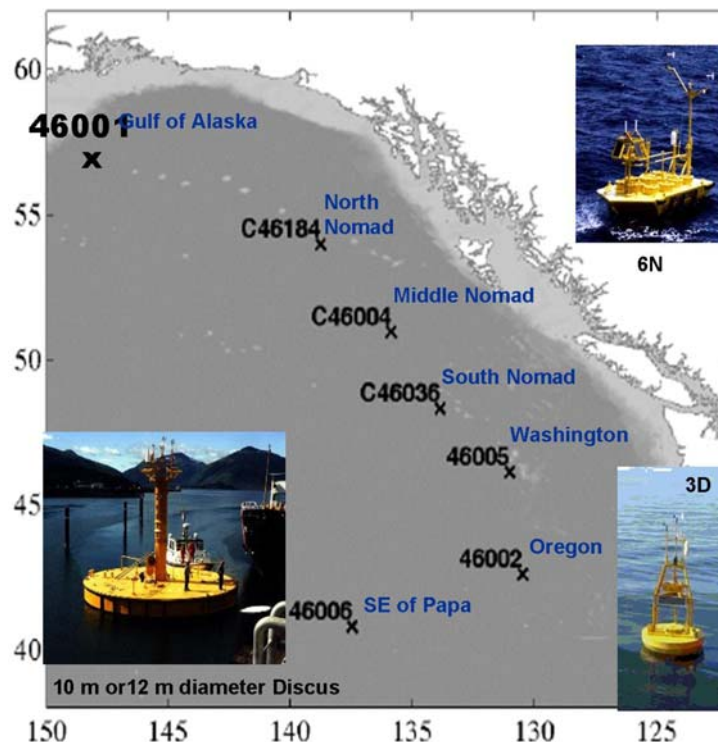 60
55
50
45
40
150
145
140
135
130
125
46001
Gulf of Alaska
North
Nomad
C46184
Middle Nomad
C46004
South Nomad
C46036
Washington
46005
Oregon
46002
SE of Papa
46006
6N
3D
10 m or12 m diameter Discus